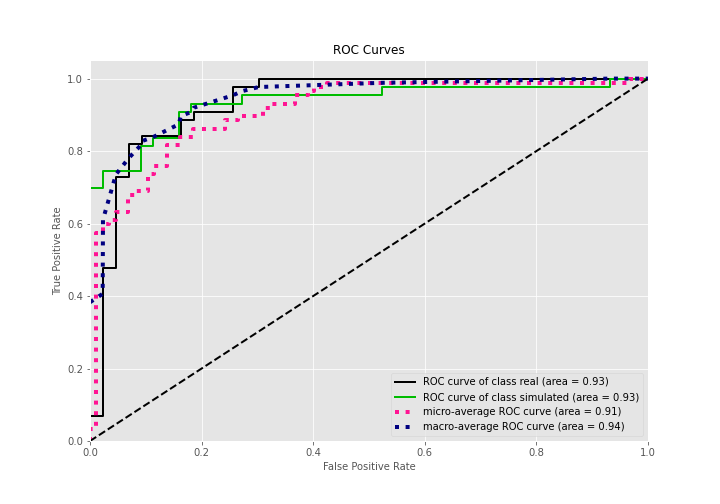 ROC Curves
1.0
0.8
0.6
0.4
0.2
0.0
True Positive Rate
ROC curve of class real (area = 0.93)
ROC curve of class simulated (area = 0.93)
micro-average ROC curve (area = 0.91)
macro-average ROC curve (area = 0.94)
0.0 0.2 0.4 0.6 0.8 1.0
False Positive Rate